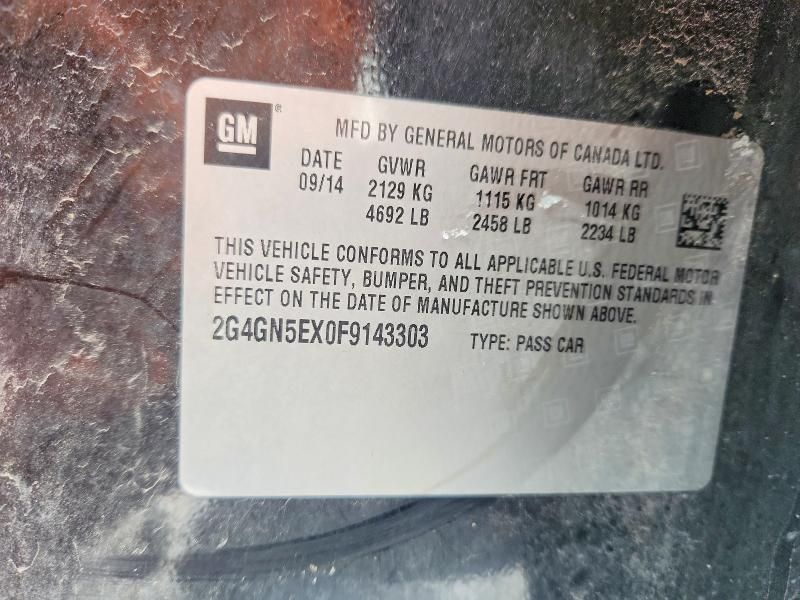 GM®
MFD BY GENERAL MOTORS OF CANADA LTD.
DATE GVWR GAWR FRT GAWR RR
09/14 2129 KG 1115 KG 1014 KG
4692 LB 2458 LB 2234 LB
THIS VEHICLE CONFORMS TO ALL APPLICABLE U.S. FEDERAL MOTOR
VEHICLE SAFETY, BUMPER, AND THEFT PREVENTION STANDARDS IN
EFFECT ON THE DATE OF MANUFACTURE SHOWN ABOVE.
2G4GN5EX0F9143303 TYPE: PASS CAR